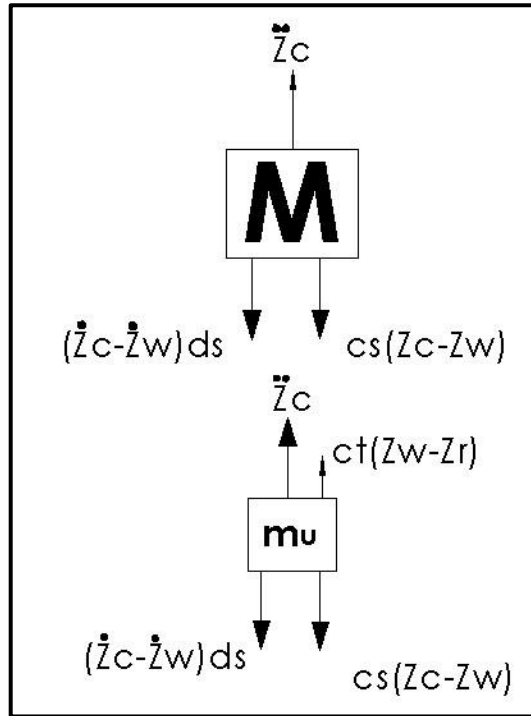 Z̈c
M
(Żc-Żw)ds cs(Zc-Zw)
Z̈c
ct(Zw-Zr)
mu
(Żc-Żw)ds cs(Zc-Zw)